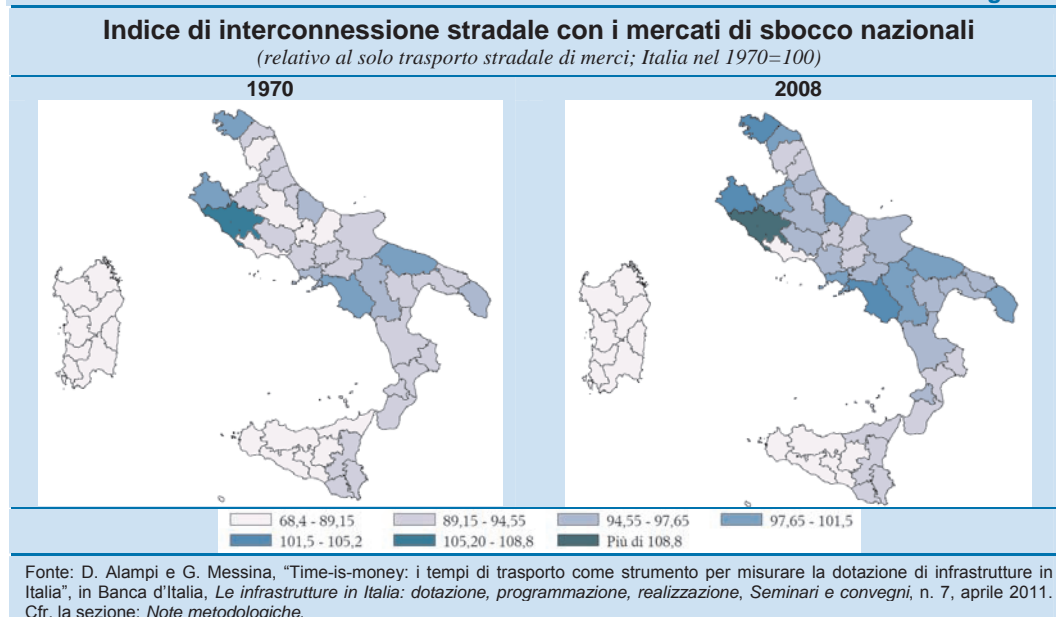 Indice di interconnessione stradale con i mercati di sbocco nazionali
(relativo al solo trasporto stradale di merci; Italia nel 1970=100)
1970 2008
68,4 - 89,15 89,15 - 94,55 94,55 - 97,65 97,65 - 101,5
101,5 - 105,2 105,20 - 108,8 Più di 108,8
Fonte: D. Alampi e G. Messina, “Time-is-money: i tempi di trasporto come strumento per misurare la dotazione di infrastrutture in
Italia”, in Banca d’Italia, Le infrastrutture in Italia: dotazione, programmazione, realizzazione, Seminari e convegni, n. 7, aprile 2011.
Cfr. la sezione: Note metodologiche.